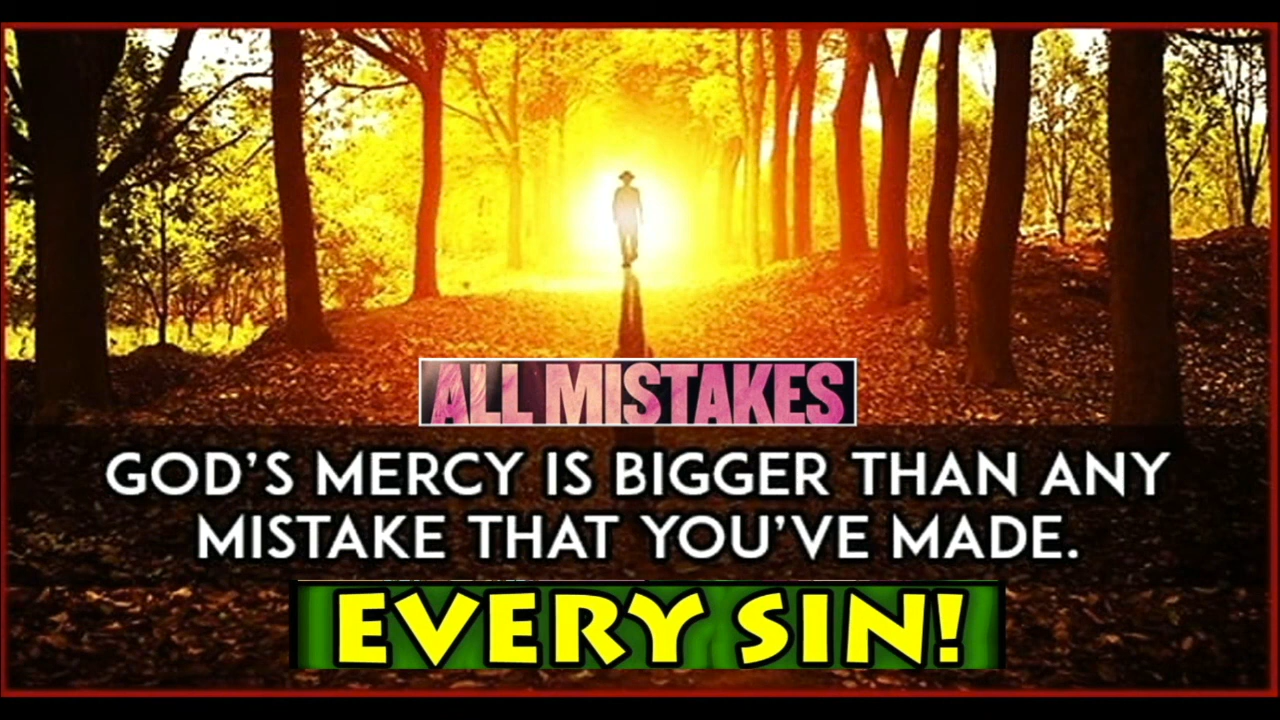 ALL MISTAKES
GOD'S MERCY IS BIGGER THAN ANY
MISTAKE THAT YOU'VE MADE.
EVERY SIN!